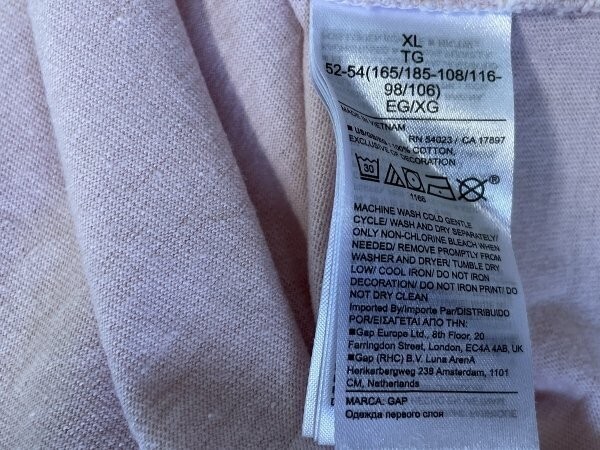 XL
TG
52-54(165/185-108/116-
98/106)
EG/XG
MADE IN VIETNAM
RN 54023 / CA 17897
■ US/GB/ 100% COTTON,
EXCLUSIVE OF DECORATION
30
®
1166
MACHINE WASH COLD GENTLE
CYCLE/ WASH AND DRY SEPARATELY/
ONLY NON-CHLORINE BLEACH WHEN
NEEDED/ REMOVE PROMPTLY FROM
WASHER AND DRYER/ TUMBLE DRY
LOW/ COOL IRON/ DO NOT IRON
DECORATION/ DO NOT IRON PRINT/ DO
NOT DRY CLEAN
Imported By/Importe Par/DISTRIBUIDO
POR/ΕΙΣΑΓΕΤΑΙ ΑΠΟ ΤΗΝ:
■Gap Europe Ltd., 8th Floor, 20
Farringdon Street, London, EC4A 4AB, UK
■Gap (RHC) B.V. Luna ArenA
Herikerbergweg 238 Amsterdam, 1101
CM, Netherlands
MARCA: GAP
Одежда первого слоя